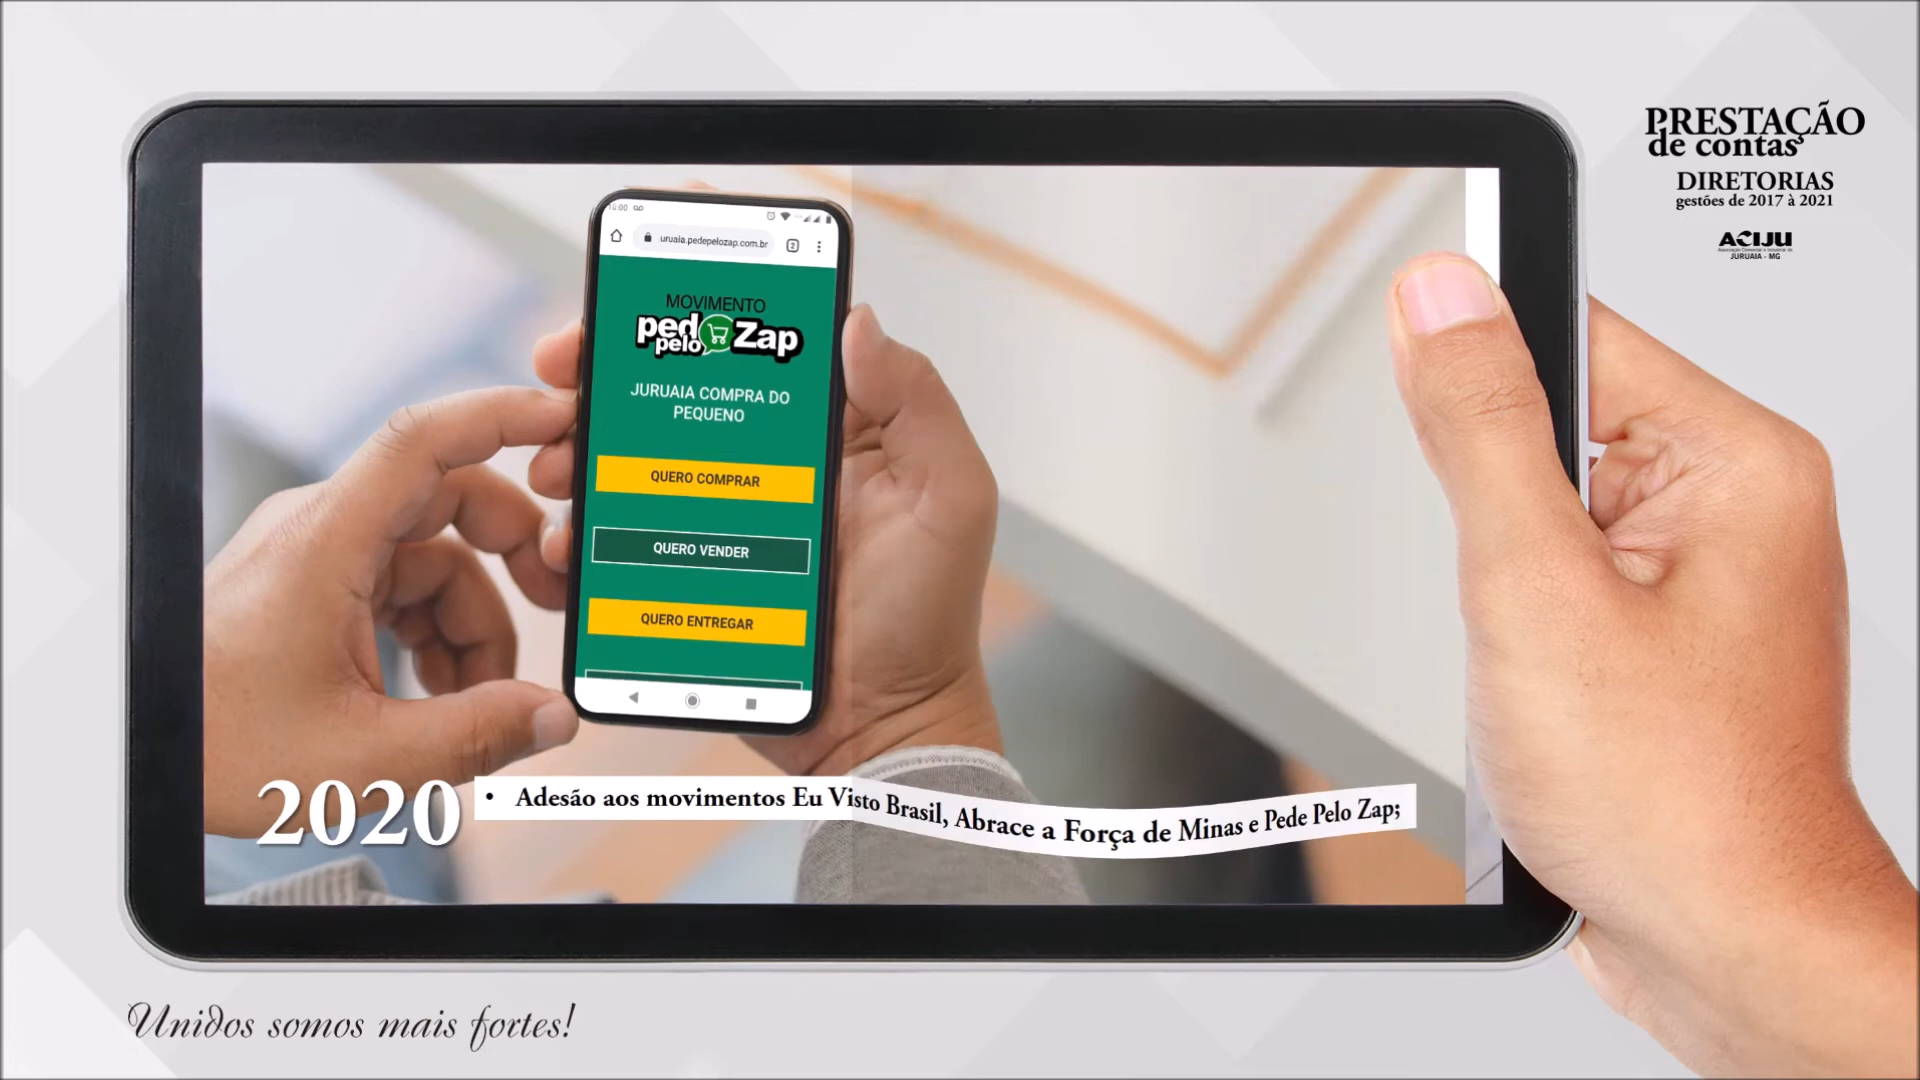 PRESTAÇÃO
de contas
DIRETORIAS
gestões de 2017 à 2021
ACIJU
JURUAIA - MG
10:00
uruaia.pedepelozap.com.br
2
MOVIMENTO
ped
pelo Zap
JURUAIA COMPRA DO
PEQUENO
QUERO COMPRAR
QUERO VENDER
QUERO ENTREGAR
2020
• Adesão aos movimentos Eu Visto Brasil, Abrace a Força de Minas e Pede Pelo Zap;
Unidos somos mais fortes!